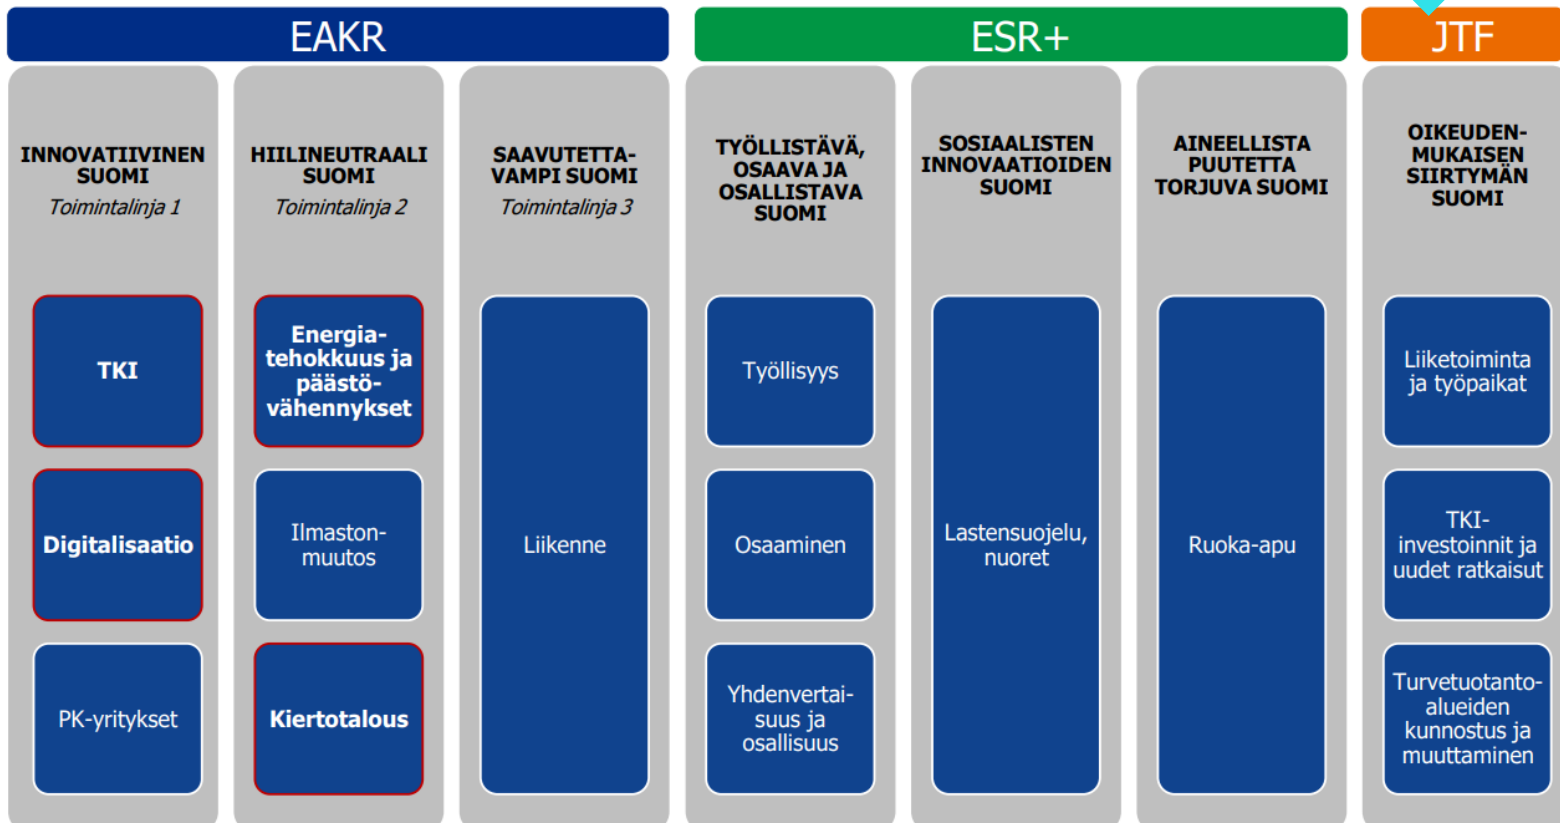 EAKR
INNOVATIIVINEN
SUOMI
Toimintalinja 1
TKI
Digitalisaatio
PK-yritykset
HIILINEUTRAALI
SUOMI
Toimintalinja 2
Energia-
tehokkuus ja
päästö-
vähennykset
Ilmaston-
muutos
Kiertotalous
SAAVUTETTA-
VAMPI SUOMI
Toimintalinja 3
Liikenne
ESR+
TYÖLLISTÄVÄ,
OSAAVA JA
OSALLISTAVA
SUOMI
Työllisyys
Osaaminen
Yhdenvertai-
suus ja
osallisuus
SOSIAALISTEN
INNOVAATIOIDEN
SUOMI
Lastensuojelu,
nuoret
AINEELLISTA
PUUTETTA
TORJUVA SUOMI
Ruoka-apu
JTF
OIKEUDEN-
MUKAISEN
SIIRTYMÄN
SUOMI
Liiketoiminta
ja työpaikat
TKI-
investoinnit ja
uudet ratkaisut
Turvetuotanto-
alueiden
kunnostus ja
muuttaminen